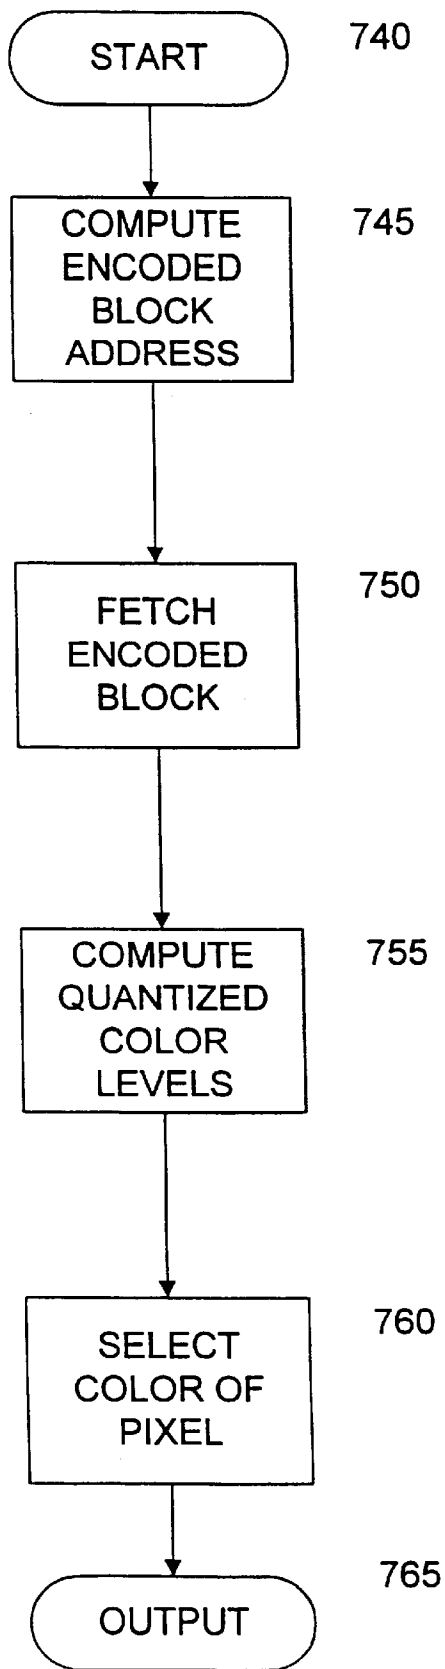 START
740
COMPUTE
ENCODED
BLOCK
ADDRESS
745
FETCH
ENCODED
BLOCK
750
COMPUTE
QUANTIZED
COLOR
LEVELS
755
SELECT
COLOR OF
PIXEL
760
OUTPUT
765